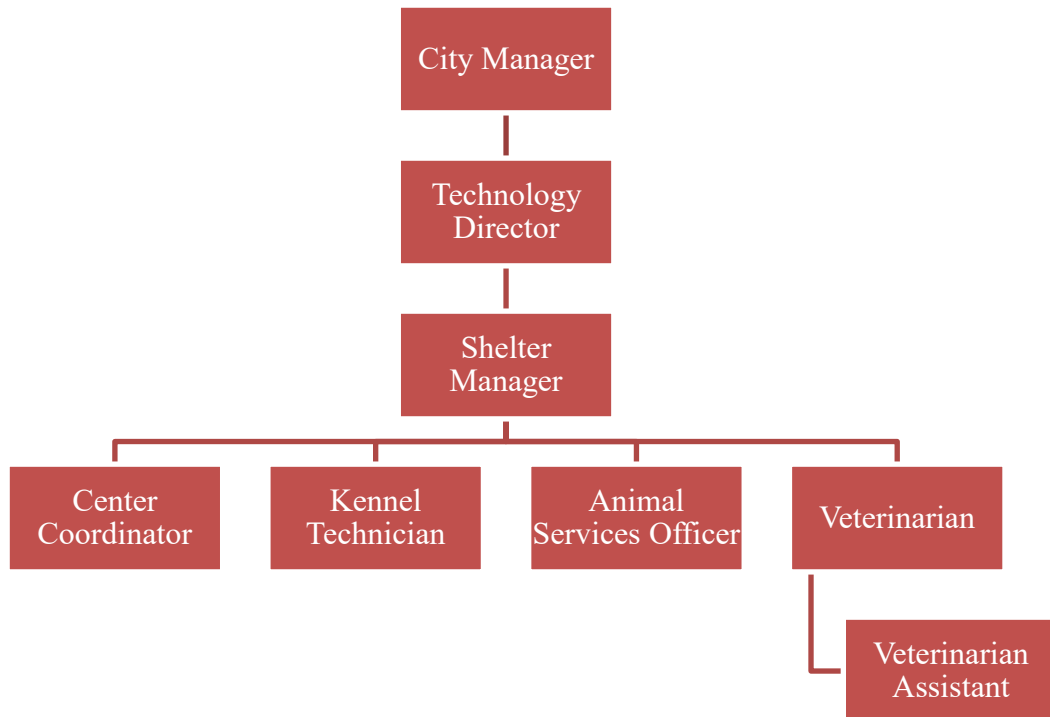 City Manager
Technology
Director
Shelter
Manager
Center
Coordinator
Kennel
Technician
Animal
Services Officer
Veterinarian
Veterinarian
Assistant